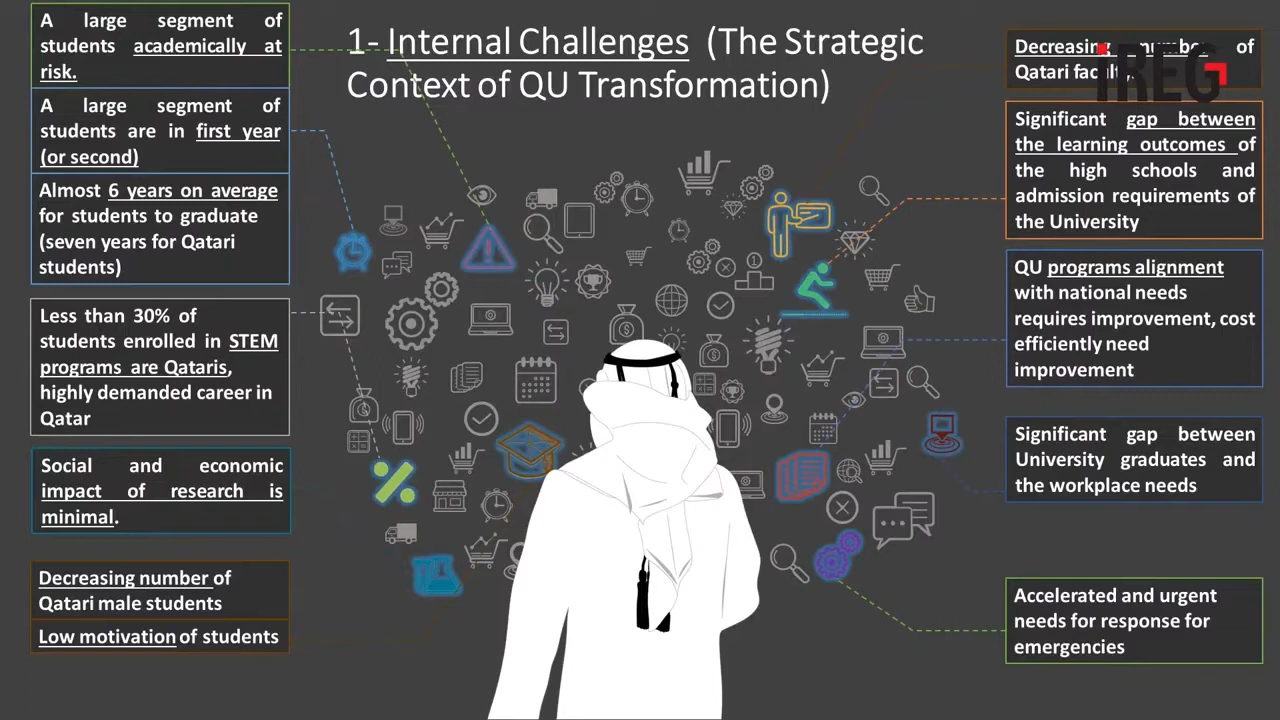 1- Internal Challenges (The Strategic
Context of QU Transformation)
A large segment of
students academically at
risk.
A large segment of
students are in first year
(or second)
Almost 6 years on average
for students to graduate
(seven years for Qatari
students)
Less than 30% of
students enrolled in STEM
programs are Qataris,
highly demanded career in
Qatar
Social and economic
impact of research is
minimal.
Decreasing number of
Qatari male students
Low motivation of students
Decreasing number of
Qatari faculty.
iREG
Significant gap between
the learning outcomes of
the high schools and
admission requirements of
the University
QU programs alignment
with national needs
requires improvement, cost
efficiently need
improvement
Significant gap between
University graduates and
the workplace needs
Accelerated and urgent
needs for response for
emergencies